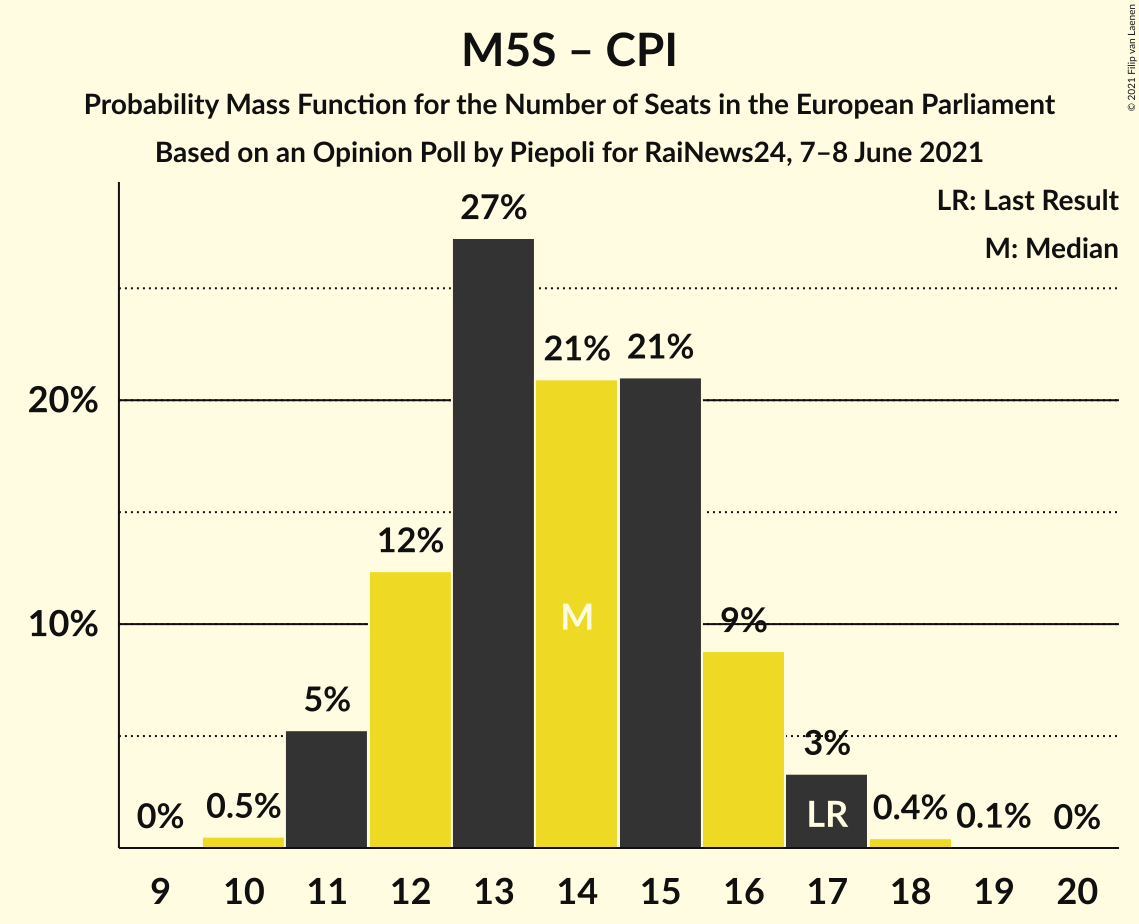 M5S – CPI
Probability Mass Function for the Number of Seats in the European Parliament
Based on an Opinion Poll by Piepoli for RaiNews24, 7–8 June 2021
© 2021 Filip van Laenen
LR: Last Result
M: Median
27%
21% 21%
20%
12%
10%
M
9%
5%
3%
LR
0% 0.5% 0.4% 0.1% 0%
9 10 11 12 13 14 15 16 17 18 19 20